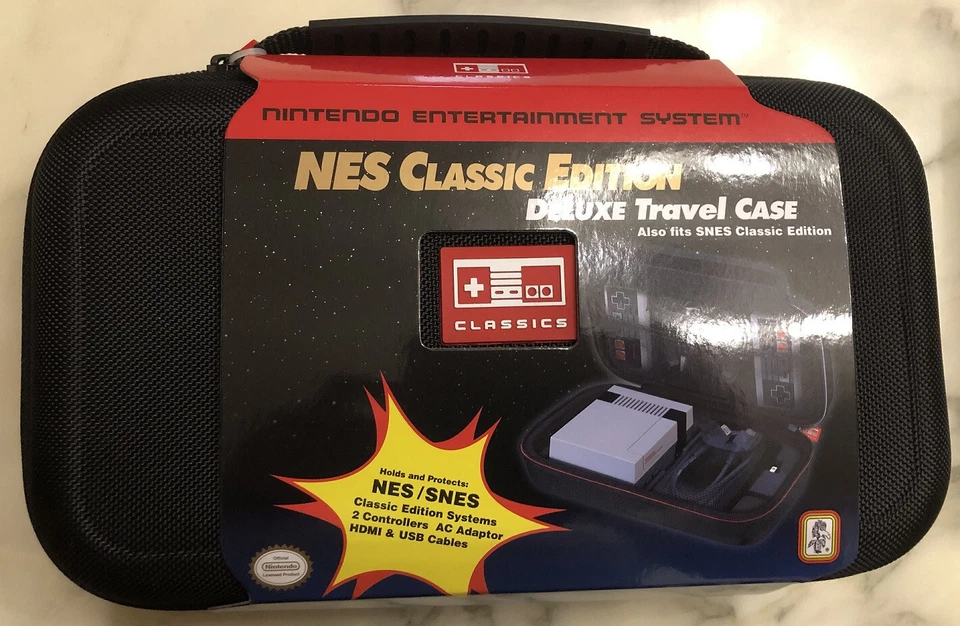 CLASSICS
NINTENDO ENTERTAINMENT SYSTEM™
NES CLASSIC EDITION
DELUXE Travel CASE
Also fits SNES Classic Edition
CLASSICS
Holds and Protects:
NES/SNES
Classic Edition Systems
2 Controllers AC Adaptor
HDMI & USB Cables
Official
Nintendo
Licensed Product